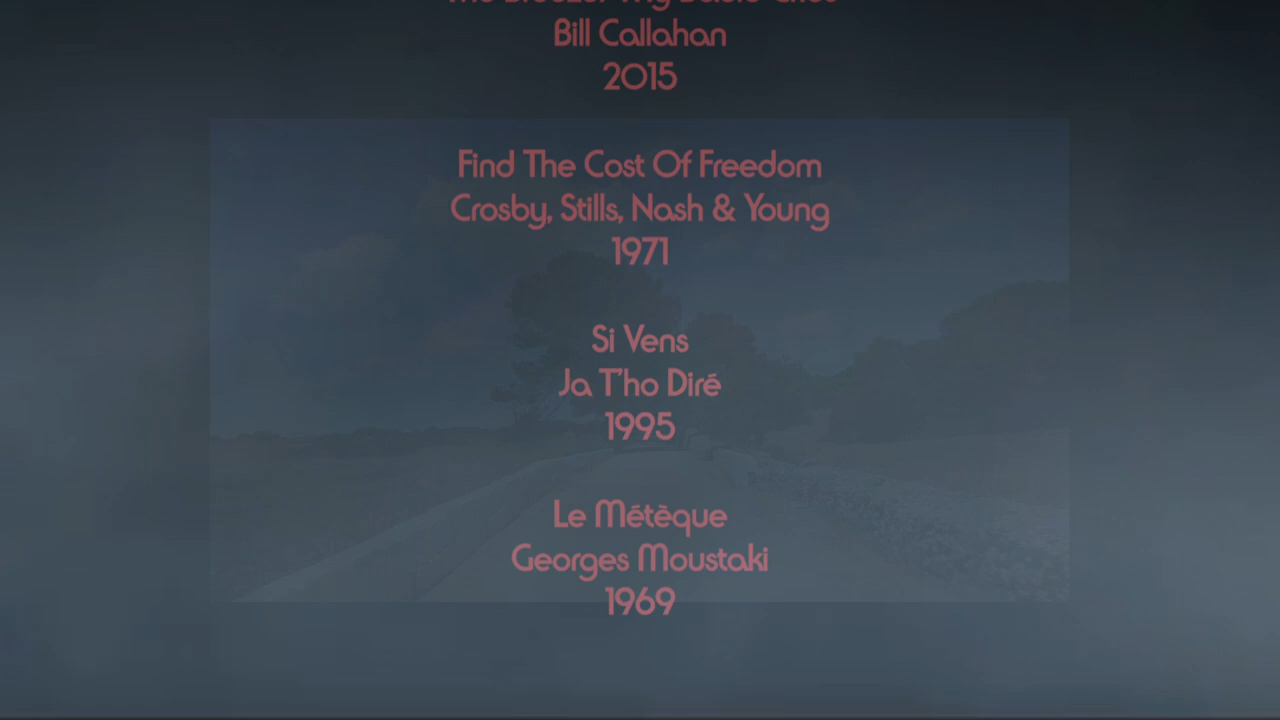 Bill Callahan
2015
Find The Cost Of Freedom
Crosby, Stills, Nash & Young
1971
Si Vens
Ja T'ho Diré
1995
Le Métèque
Georges Moustaki
1969